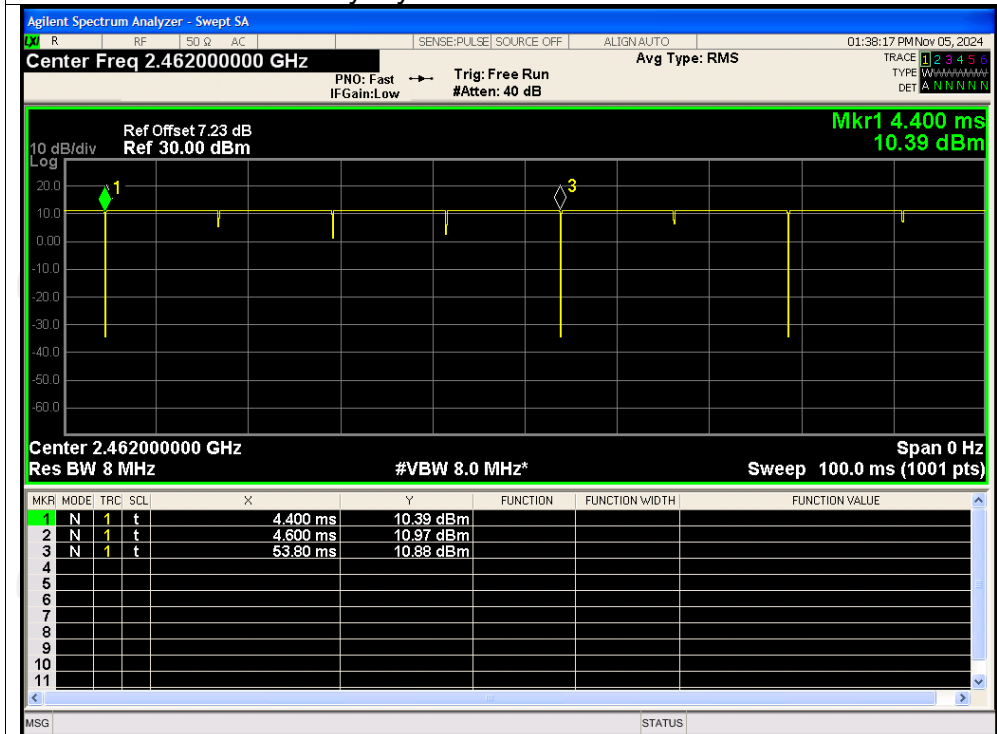 Agilent Spectrum Analyzer - Swept SA
LXI R RF 50 Ω AC SENSE:PULSE SOURCE OFF ALIGN AUTO 01:38:17 PM Nov 05, 2024
Center Freq 2.462000000 GHz
PNO: Fast
IFGain:Low
Trig: Free Run
#Atten: 40 dB
Avg Type: RMS
TRACE 1 2 3 4 5 6
TYPE W
DET A N N N N N
Mkr1 4.400 ms
10.39 dBm
Ref Offset 7.23 dB
10 dB/div Ref 30.00 dBm
Log
20.0
10.0
0.00
-10.0
-20.0
-30.0
-40.0
-50.0
-60.0
1
3
Center 2.462000000 GHz Span 0 Hz
Res BW 8 MHz #VBW 8.0 MHz* Sweep 100.0 ms (1001 pts)
MKR MODE TRC SCL X Y FUNCTION FUNCTION WIDTH FUNCTION VALUE
1 N 1 t 4.400 ms 10.39 dBm
2 N 1 t 4.600 ms 10.97 dBm
3 N 1 t 53.80 ms 10.88 dBm
4
5
6
7
8
9
10
11
MSG STATUS